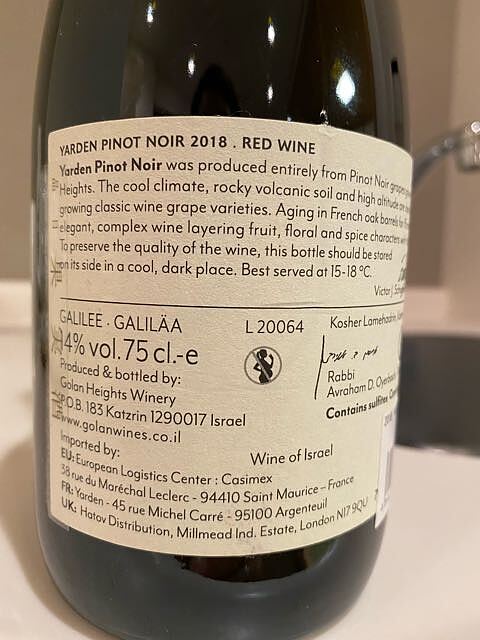 YARDEN PINOT NOIR 2018 . RED WINE
Yarden Pinot Noir was produced entirely from Pinot Noir grapes
Heights. The cool climate, rocky volcanic soil and high altitude are
growing classic wine grape varieties. Aging in French oak barrels for
elegant, complex wine layering fruit, floral and spice characters
To preserve the quality of the wine, this bottle should be stored
on its side in a cool, dark place. Best served at 15-18 ºC.
Victor J.
GALILEE · GALILÄA
L 20064
Kosher Lamehadrin,
14% vol. 75 cl.-e
Produced & bottled by:
Golan Heights Winery
P.O.B. 183 Katzrin 1290017 Israel
www.golanwines.co.il
Rabbi
Avraham D.
Contains sulfites
Wine of Israel
Imported by:
EU: European Logistics Center : Casimex
38 rue du Maréchal Leclerc - 94410 Saint Maurice – France
FR: Yarden - 45 rue Michel Carré - 95100 Argenteuil
UK: Hatov Distribution, Millmead Ind. Estate, London N17 9QU